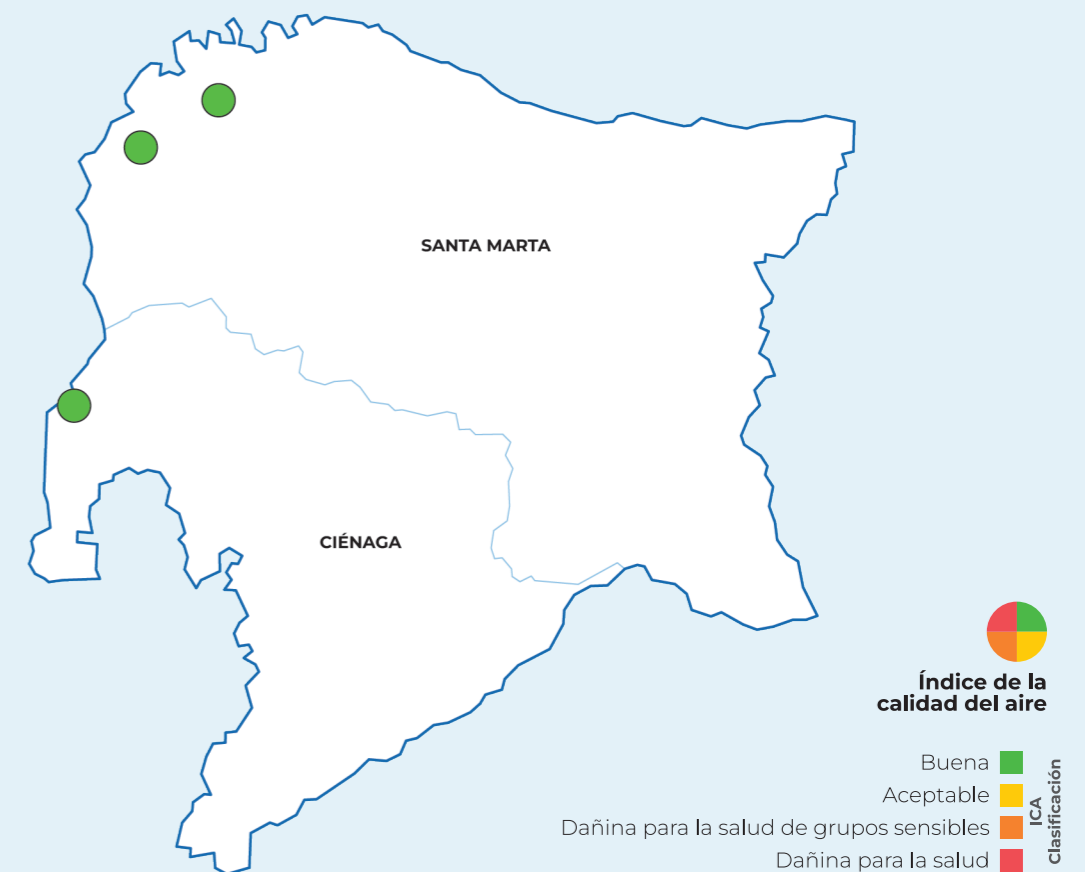 SANTA MARTA
CIÉNAGA
Índice de la
calidad del aire
Buena
Aceptable
Dañina para la salud de grupos sensibles
Dañina para la salud
ICA
Clasificación